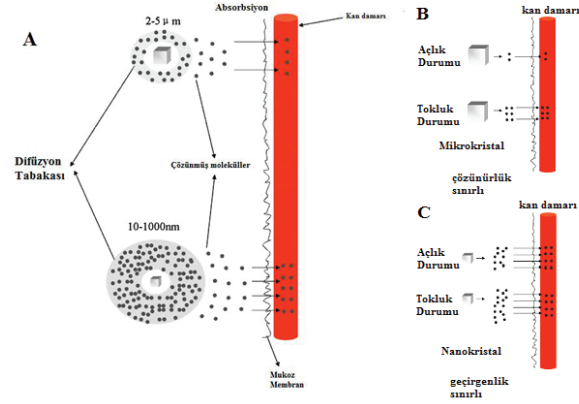 A
2-5 µ m
Absorbsiyon
Kan damarı
Difüzyon
Tabakası
Çözünmüş moleküller
10-1000nm
Mukoz
Membran
B
kan damarı
Açlık
Durumu
Tokluk
Durumu
Mikrokristal
çözünürlük
sınırlı
C
kan damarı
Açlık
Durumu
Tokluk
Durumu
Nanokristal
geçirgenlik
sınırlı